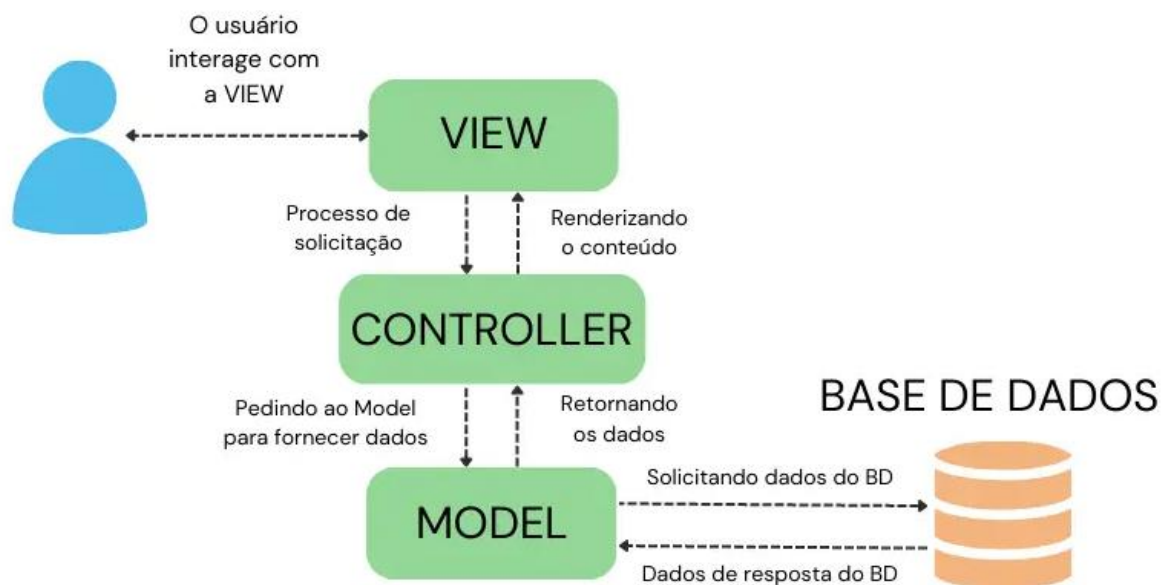 O usuário
interage com
a VIEW
VIEW
Processo de
solicitação
Renderizando
o conteúdo
CONTROLLER
Pedindo ao Model
para fornecer dados
Retornando
os dados
BASE DE DADOS
MODEL
Solicitando dados do BD
Dados de resposta do BD